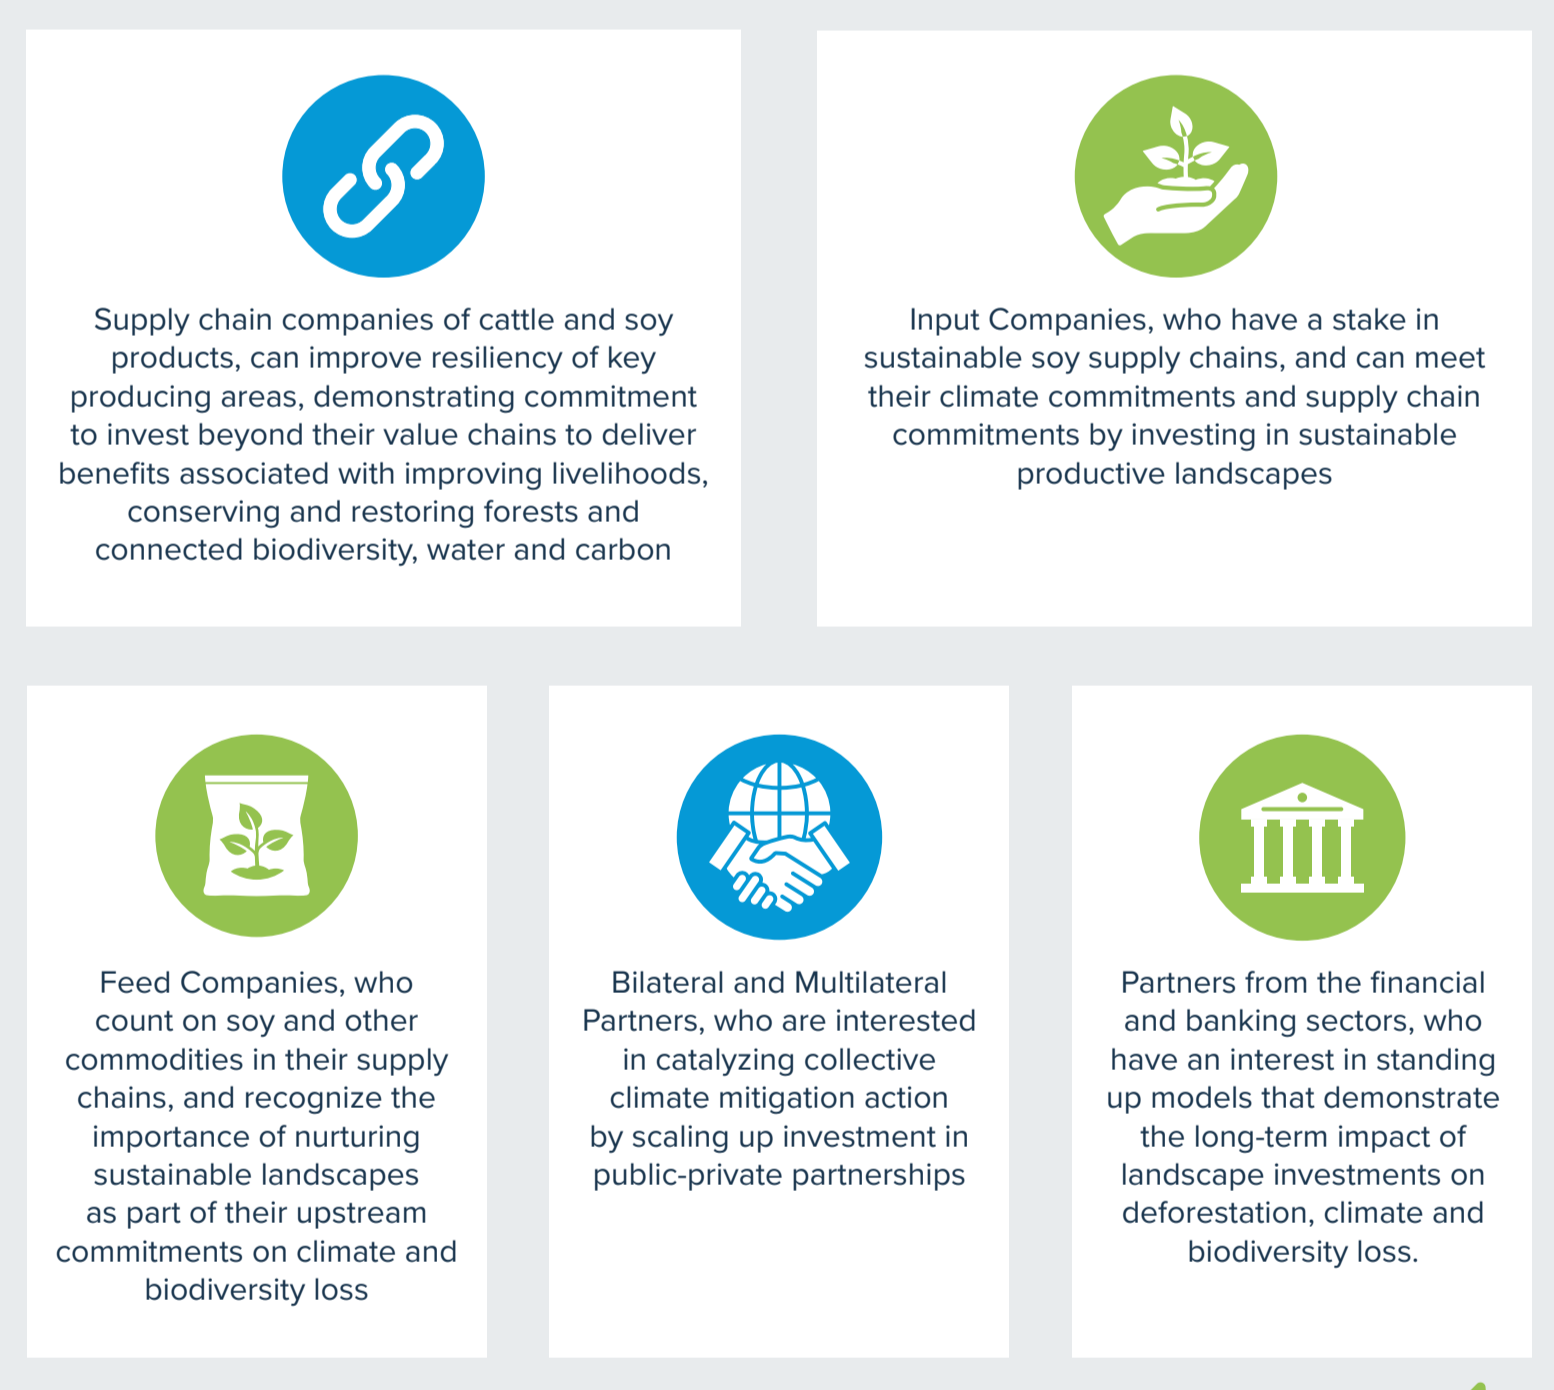 Supply chain companies of cattle and soy
products, can improve resiliency of key
producing areas, demonstrating commitment
to invest beyond their value chains to deliver
benefits associated with improving livelihoods,
conserving and restoring forests and
connected biodiversity, water and carbon
Input Companies, who have a stake in
sustainable soy supply chains, and can meet
their climate commitments and supply chain
commitments by investing in sustainable
productive landscapes
Feed Companies, who
count on soy and other
commodities in their supply
chains, and recognize the
importance of nurturing
sustainable landscapes
as part of their upstream
commitments on climate and
biodiversity loss
Bilateral and Multilateral
Partners, who are interested
in catalyzing collective
climate mitigation action
by scaling up investment in
public-private partnerships
Partners from the financial
and banking sectors, who
have an interest in standing
up models that demonstrate
the long-term impact of
landscape investments on
deforestation, climate and
biodiversity loss.